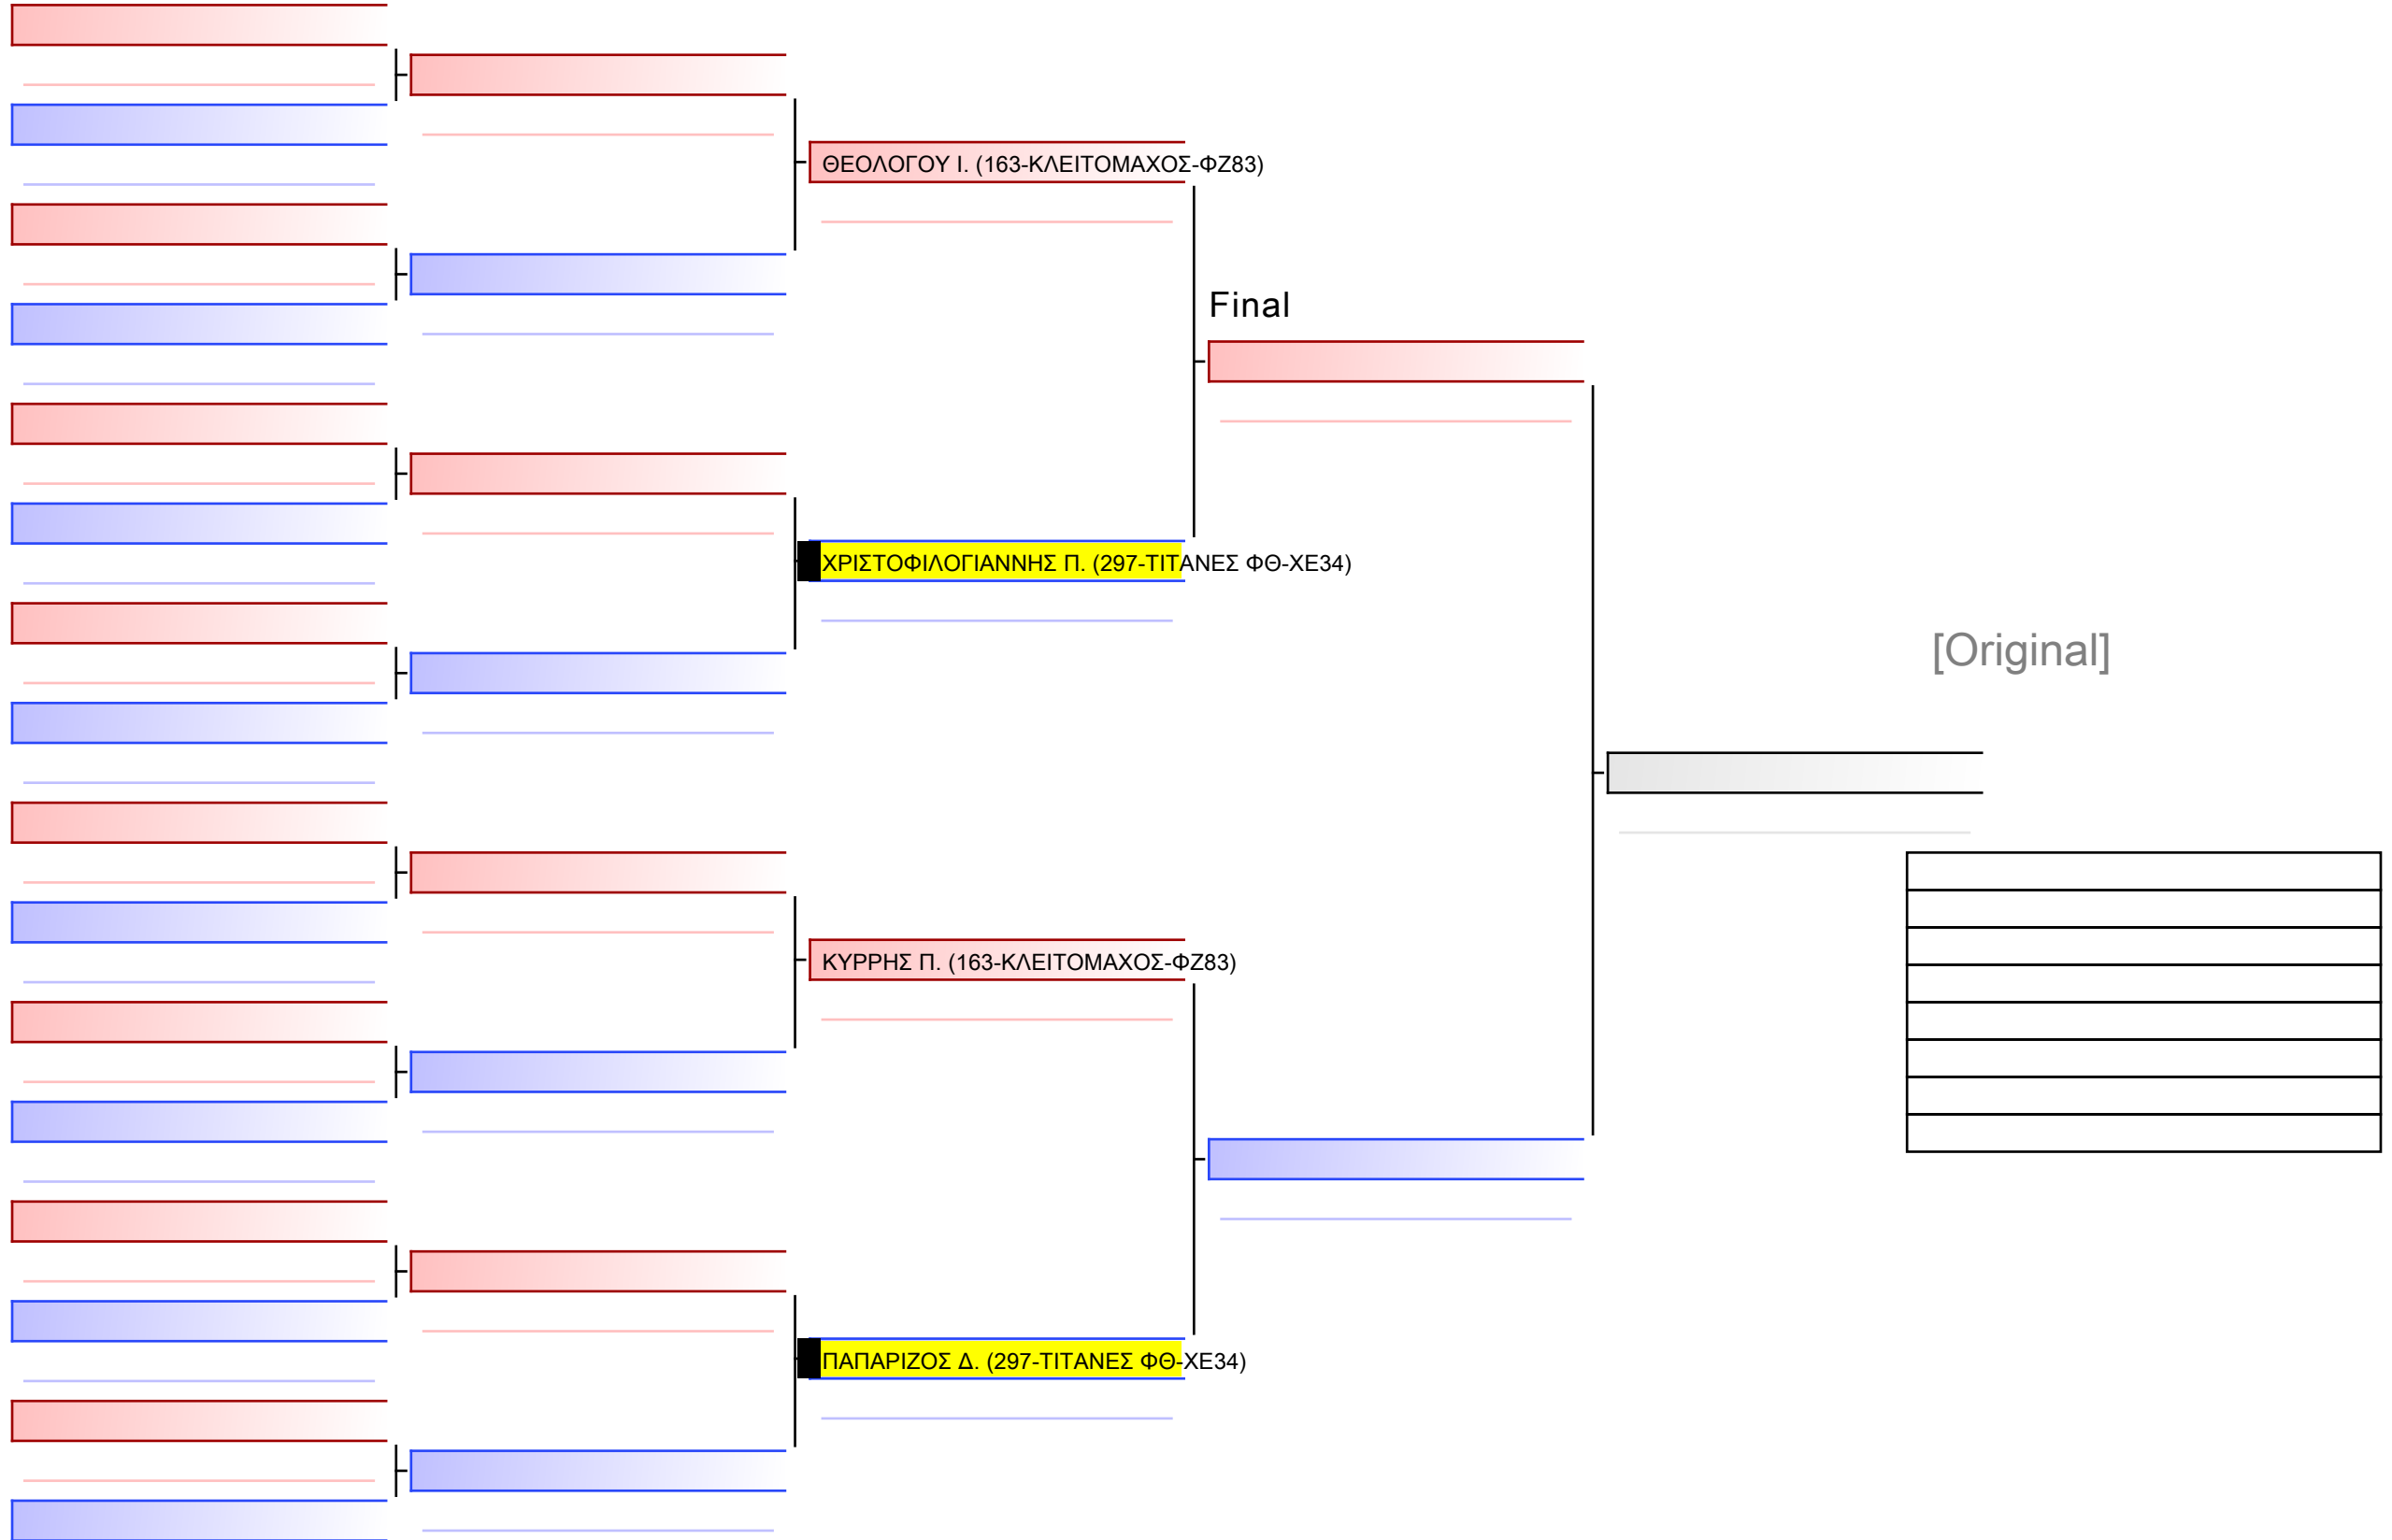 ΘΕΟΛΟΓΟΥ Ι. (163-ΚΛΕΙΤΟΜΑΧΟΣ-ΦΖ83)
Final
ΧΡΙΣΤΟΦΙΛΟΓΙΑΝΝΗΣ Π. (297-ΤΙΤΑΝΕΣ ΦΘ-ΧΕ34)
[Original]
ΚΥΡΡΗΣ Π. (163-ΚΛΕΙΤΟΜΑΧΟΣ-ΦΖ83)
ΠΑΠΑΡΙΖΟΣ Δ. (297-ΤΙΤΑΝΕΣ ΦΘ-ΧΕ34)